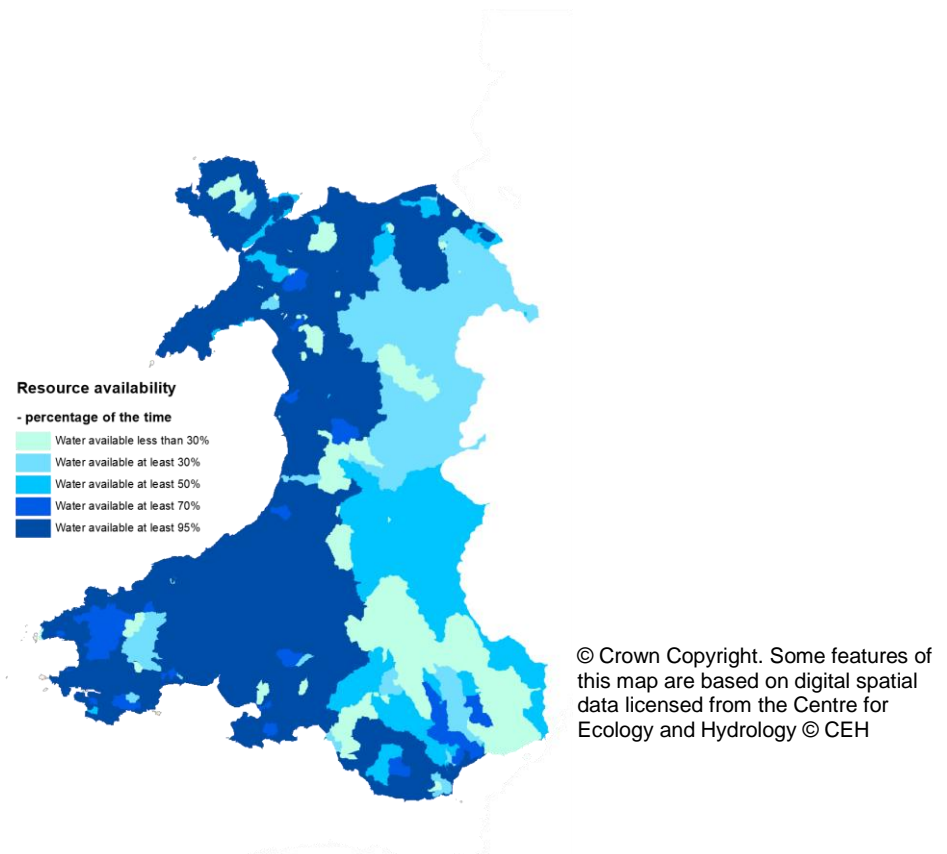 Resource availability
- percentage of the time
Water available less than 30%
Water available at least 30%
Water available at least 50%
Water available at least 70%
Water available at least 95%
© Crown Copyright. Some features of
this map are based on digital spatial
data licensed from the Centre for
Ecology and Hydrology © CEH